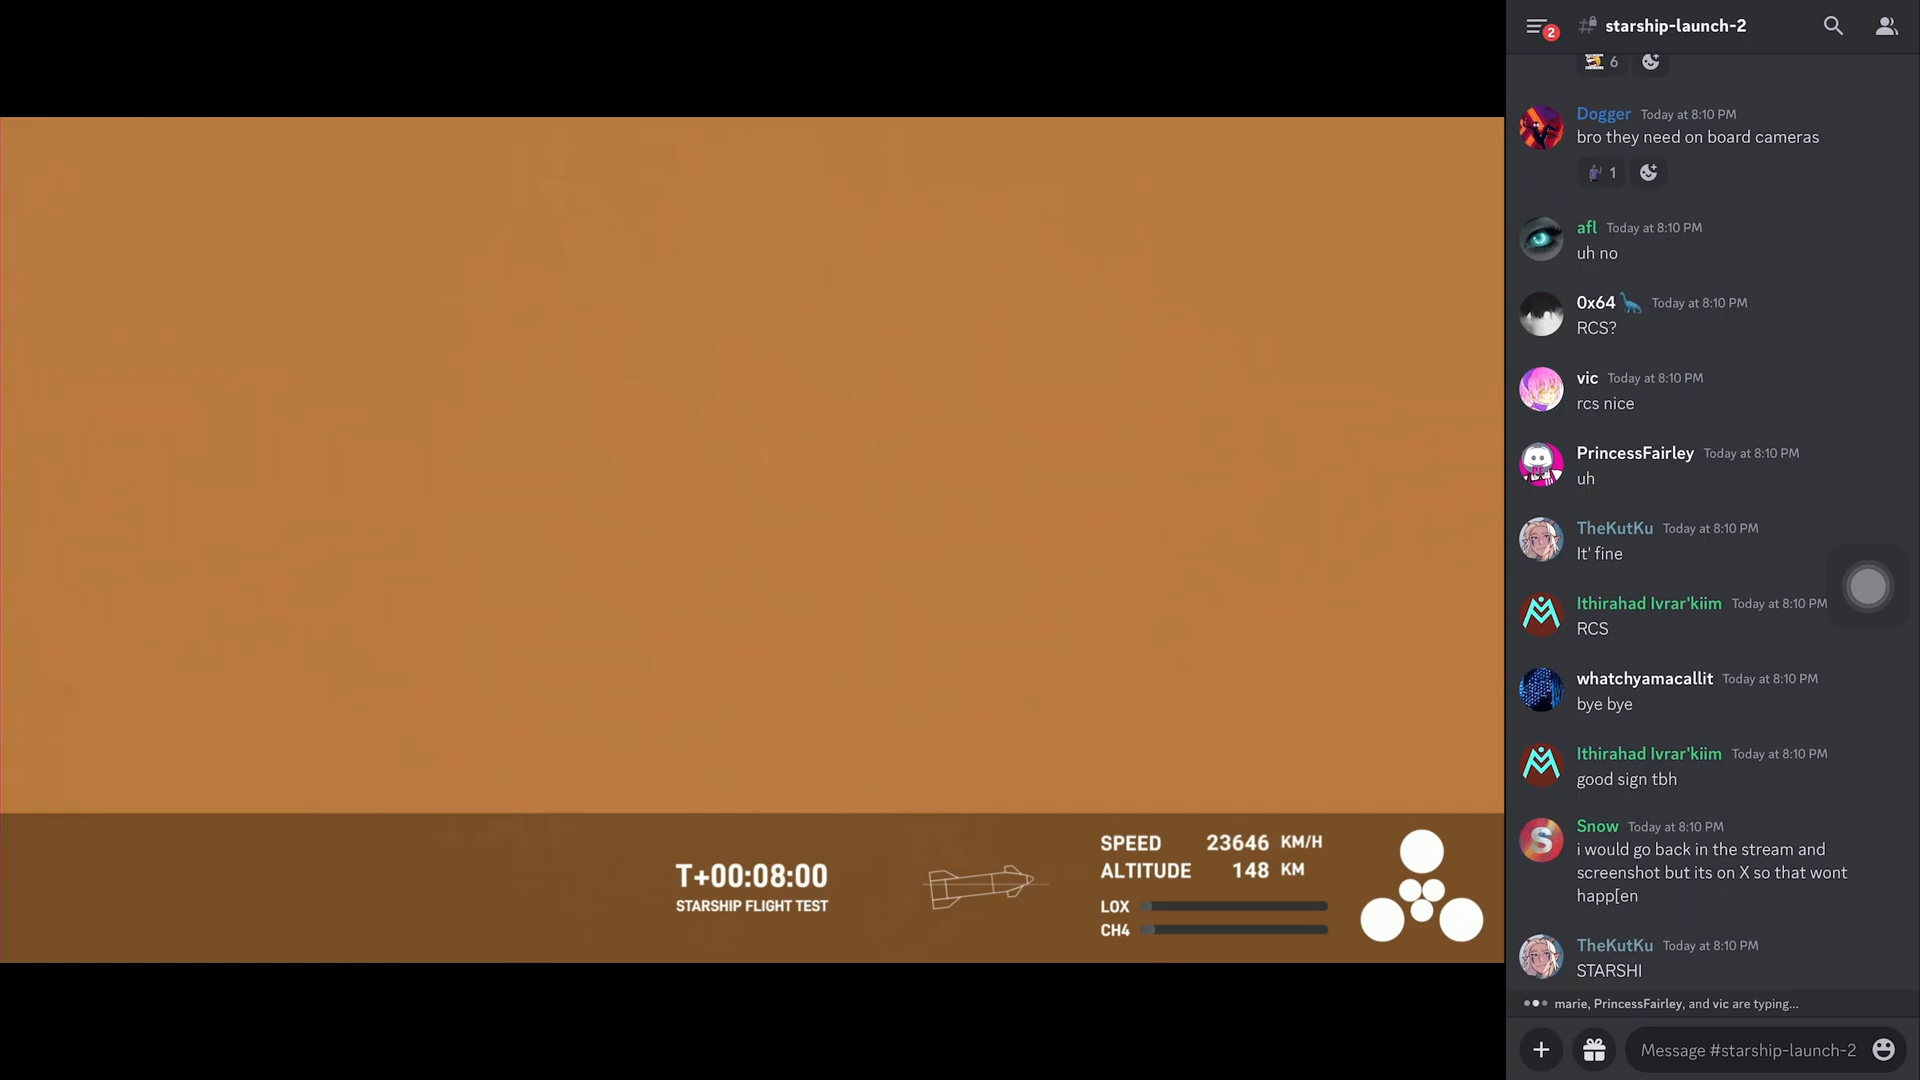 T+00:08:00
STARSHIP FLIGHT TEST
SPEED 23646 KM/H
ALTITUDE 148 KM
LOX
CH4
2
starship-launch-2
6
Dogger Today at 8:10 PM
bro they need on board cameras
1
afl Today at 8:10 PM
uh no
0x64 🦕 Today at 8:10 PM
RCS?
vic Today at 8:10 PM
rcs nice
PrincessFairley Today at 8:10 PM
uh
TheKutKu Today at 8:10 PM
It' fine
Ithirahad Ivrar'kiim Today at 8:10 PM
RCS
whatchyamacallit Today at 8:10 PM
bye bye
Ithirahad Ivrar'kiim Today at 8:10 PM
good sign tbh
S
Snow Today at 8:10 PM
i would go back in the stream and
screenshot but its on X so that wont
happ[en
TheKutKu Today at 8:10 PM
STARSHI
marie, PrincessFairley, and vic are typing...
Message #starship-launch-2